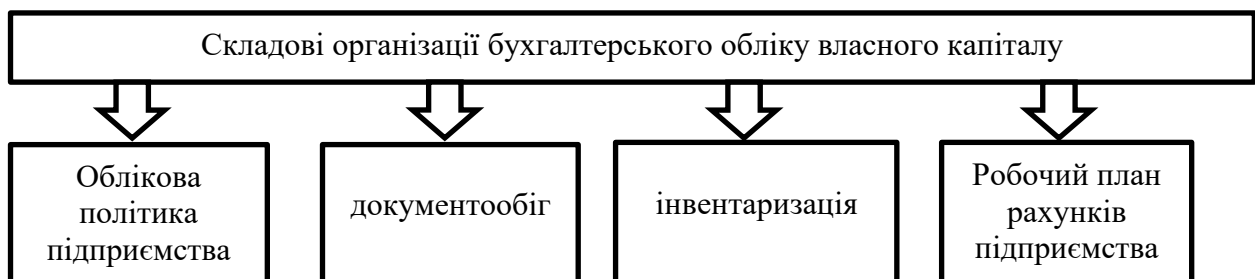 Складові організації бухгалтерського обліку власного капіталу
Облікова
політика
підприємства
документообіг
інвентаризація
Робочий план
рахунків
підприємства